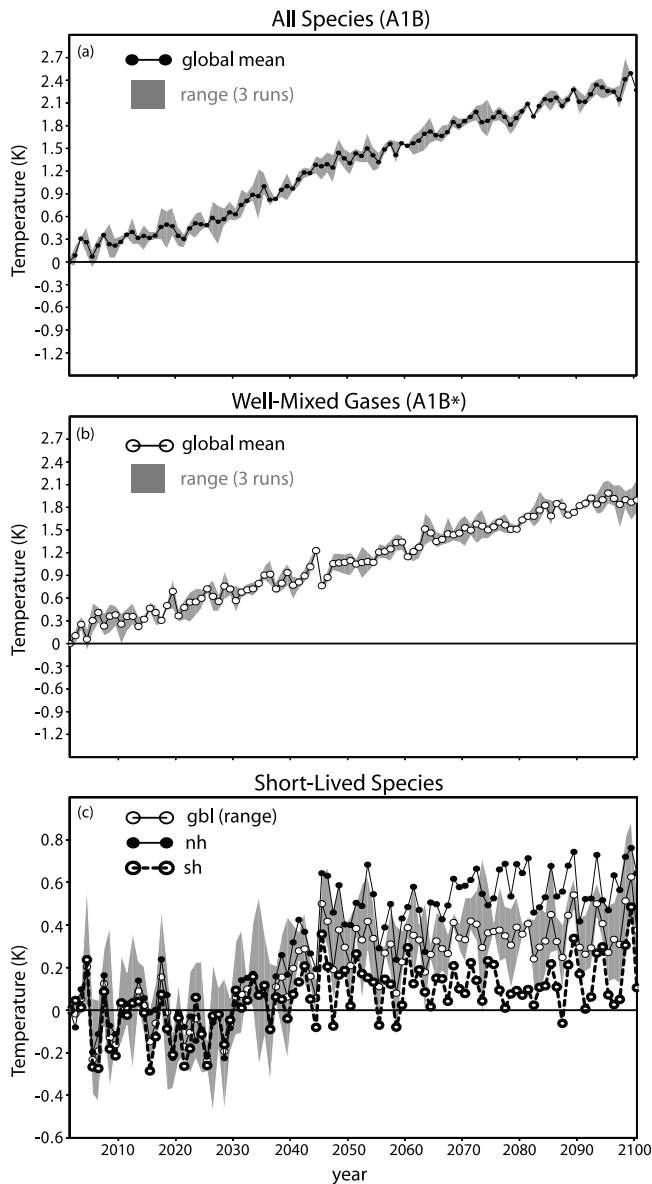 All Species (A1B)
(a)
global mean
range (3 runs)
Temperature (K)
2.7
2.4
2.1
1.8
1.5
1.2
0.9
0.6
0.3
0
-0.3
-0.6
-0.9
-1.2
Well-Mixed Gases (A1B*)
(b)
global mean
range (3 runs)
Temperature (K)
2.7
2.4
2.1
1.8
1.5
1.2
0.9
0.6
0.3
0
-0.3
-0.6
-0.9
-1.2
Short-Lived Species
(c)
gbl (range)
nh
sh
Temperature (K)
0.8
0.6
0.4
0.2
0
-0.2
-0.4
-0.6
2010 2020 2030 2040 2050 2060 2070 2080 2090 2100
year